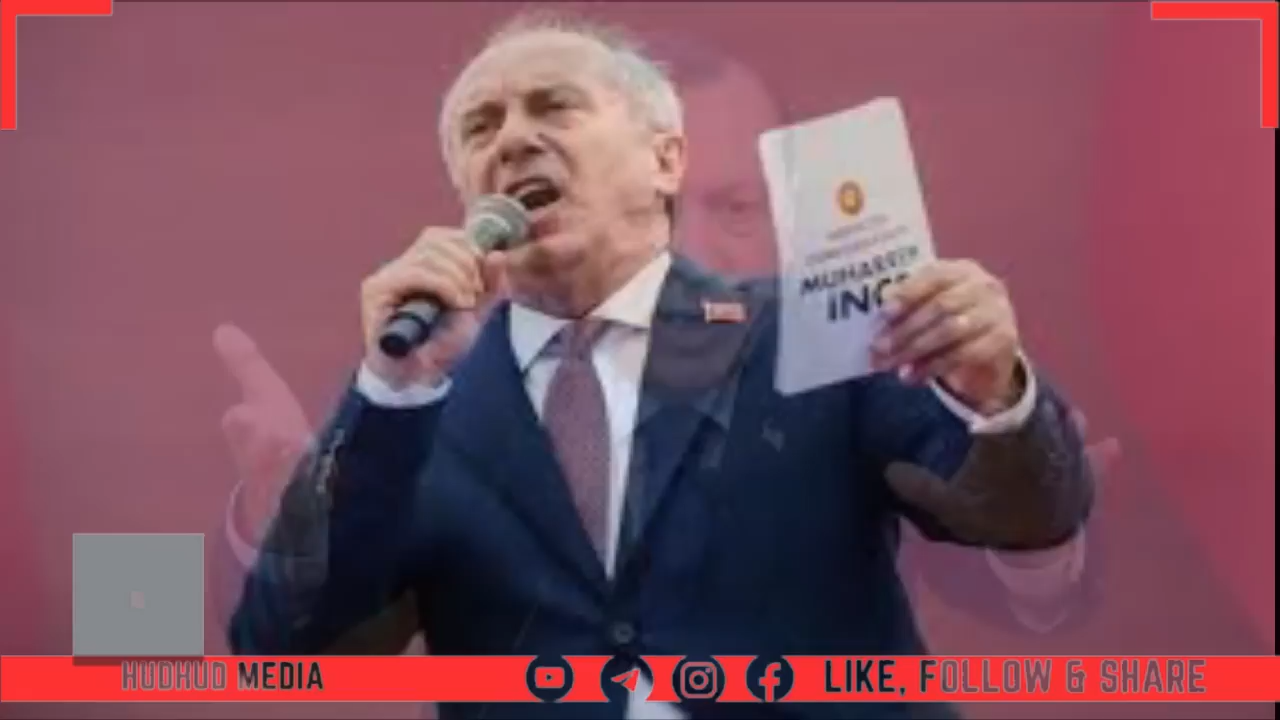 MUHARREM
INC
HUDHUD MEDIA
LIKE, FOLLOW & SHARE